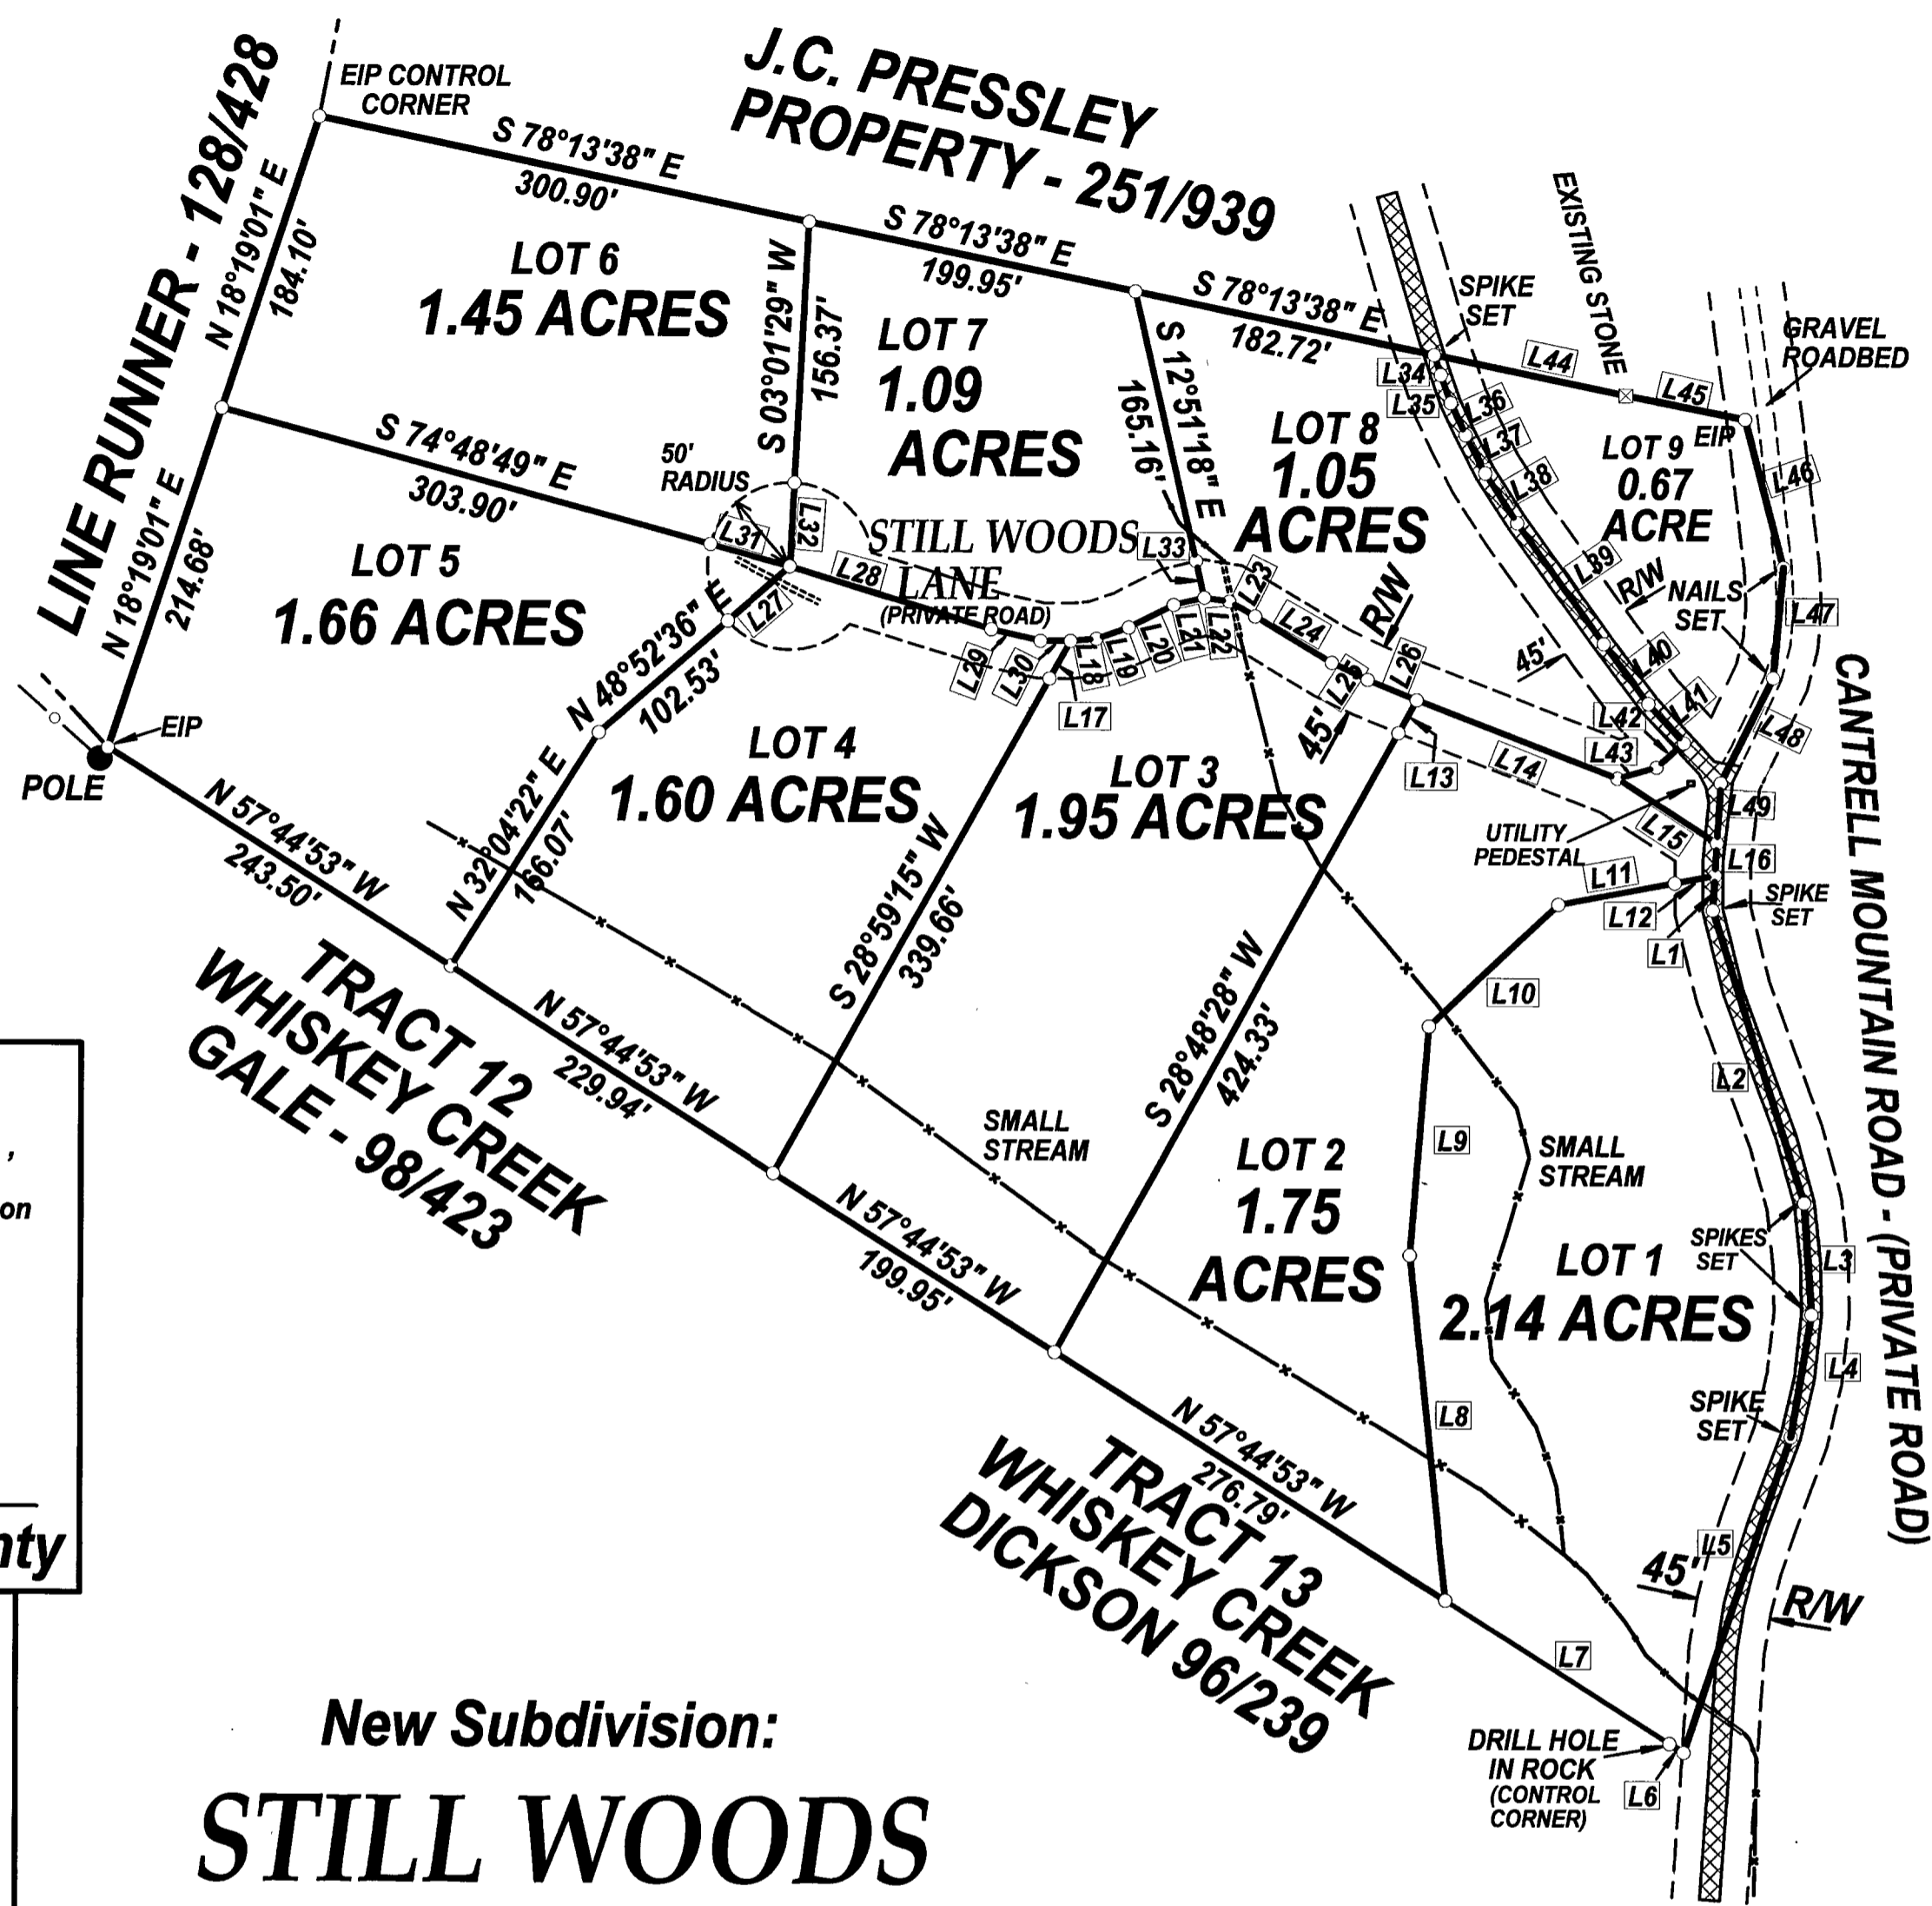 LINE RUNNER - 128/428
EIP CONTROL
CORNER
J.C. PRESSLEY
PROPERTY - 251/939
S 78°13'38" E
300.90'
S 78°13'38" E
199.95'
S 78°13'38" E
182.72'
N 18°19'01" E
184.10'
LOT 6
1.45 ACRES
S 03°01'29" W
156.37'
LOT 7
1.09
ACRES
S 12°51'18" E
165.16'
LOT 8
1.05
ACRES
SPIKE
SET
EXISTING STONE
GRAVEL
ROADBED
L34
L35
L36
L37
L38
L39
L40
L41
L42
L43
L44
L45
EIP
L46
LOT 9
0.67
ACRE
R/W
NAILS
SET
L47
L48
L49
45'
S 74°48'49" E
303.90'
50'
RADIUS
L31
L32
STILL WOODS
LANE
(PRIVATE ROAD)
L28
L33
L23
L24
R/W
L26
L25
45'
L27
L29
L30
L18
L19
L20
L21
L22
L17
N 18°19'01" E
214.68'
LOT 5
1.66 ACRES
N 48°52'36" E
102.53'
EIP
POLE
N 57°44'53" W
243.50'
N 32°04'22" E
166.07'
LOT 4
1.60 ACRES
LOT 3
1.95 ACRES
L13
L14
L15
UTILITY
PEDESTAL
L16
L11
L12
L1
SPIKE
SET
CANTRELL MOUNTAIN ROAD - (PRIVATE ROAD)
S 28°59'15" W
339.66'
S 28°48'28" W
424.33'
L10
L9
L2
TRACT 12
WHISKEY CREEK
GALE - 98/423
N 57°44'53" W
229.94'
SMALL
STREAM
N 57°44'53" W
199.95'
LOT 2
1.75
ACRES
SMALL
STREAM
SPIKES
SET
L3
LOT 1
2.14 ACRES
L4
SPIKE
SET
L8
N 57°44'53" W
276.79'
TRACT 13
WHISKEY CREEK
DICKSON 96/239
L5
45'
R/W
L7
DRILL HOLE
IN ROCK
(CONTROL
CORNER)
L6
,
on
nty
New Subdivision:
STILL WOODS